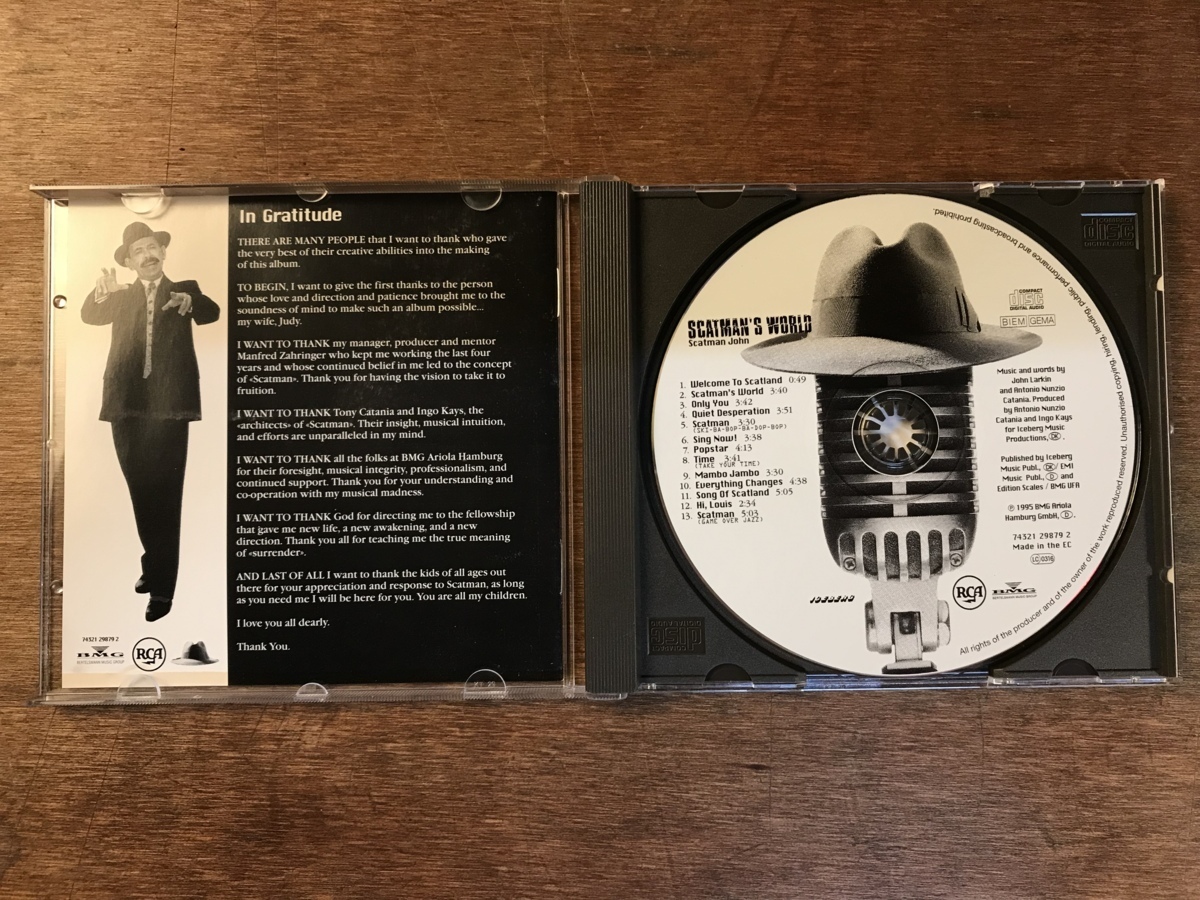 In Gratitude
THERE ARE MANY PEOPLE that I want to thank who gave
the very best of their creative abilities into the making
of this album.
TO BEGIN, I want to give the first thanks to the person
whose love and direction and patience brought me to the
soundness of mind to make such an album possible...
my wife, Judy.
I WANT TO THANK my manager, producer and mentor
Manfred Zahringer who kept me working the last four
years and whose continued belief in me led to the concept
of «Scatman». Thank you for having the vision to take it to
fruition.
I WANT TO THANK Tony Catania and Ingo Kays, the
«architects» of «Scatman». Their insight, musical intuition,
and efforts are unparalleled in my mind.
I WANT TO THANK all the folks at BMG Ariola Hamburg
for their foresight, musical integrity, professionalism, and
continued support. Thank you for your understanding and
co-operation with my musical madness.
I WANT TO THANK God for directing me to the fellowship
that gave me new life, a new awakening, and a new
direction. Thank you all for teaching me the true meaning
of «surrender».
AND LAST OF ALL I want to thank the kids of all ages out
there for your appreciation and response to Scatman, as long
as you need me I will be here for you. You are all my children.
I love you all dearly.
Thank You.
74321 29879 2
BMG
BERTELSMANN MUSIC GROUP
RCA
SCATMAN'S WORLD
Scatman John
1. Welcome To Scatland 0:49
2. Scatman's World 3:40
3. Only You 3:42
4. Quiet Desperation 3:51
5. Scatman 3:30
(SKI-BA-BOP-BA-DOP-BOP)
6. Sing Now! 3:38
7. Popstar 4:13
8. Time 3:41
(TAKE YOUR TIME)
9. Mambo Jambo 3:30
10. Everything Changes 4:38
11. Song Of Scatland 5:05
12. Hi, Louis 2:34
13. Scatman 5:03
(GAME OVER JAZZ)
ICEBERG
COMPACT
disc
DIGITAL AUDIO
BIEM GEMA
Music and words by
John Larkin
and Antonio Nunzio
Catania. Produced
by Antonio Nunzio
Catania and Ingo Kays
for Iceberg Music
Productions, DK.
Published by Iceberg
Music Publ., DK / EMI
Music Publ., D and
Edition Scales / BMG UFA
℗ 1995 BMG Ariola
Hamburg GmbH, D.
74321 29879 2
Made in the EC
LC 0316
RCA
BMG
BERTELSMANN MUSIC GROUP
All rights of the producer and of the owner of the work reproduced reserved. Unauthorised copying, hiring, lending, public performance and broadcasting prohibited.
COMPACT
disc
DIGITAL AUDIO
COMPACT
disc
DIGITAL AUDIO